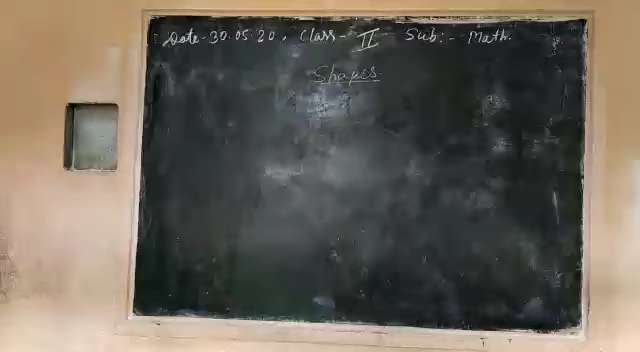 Date-30.05.20, Class- II Sub:- Math.
Shapes.